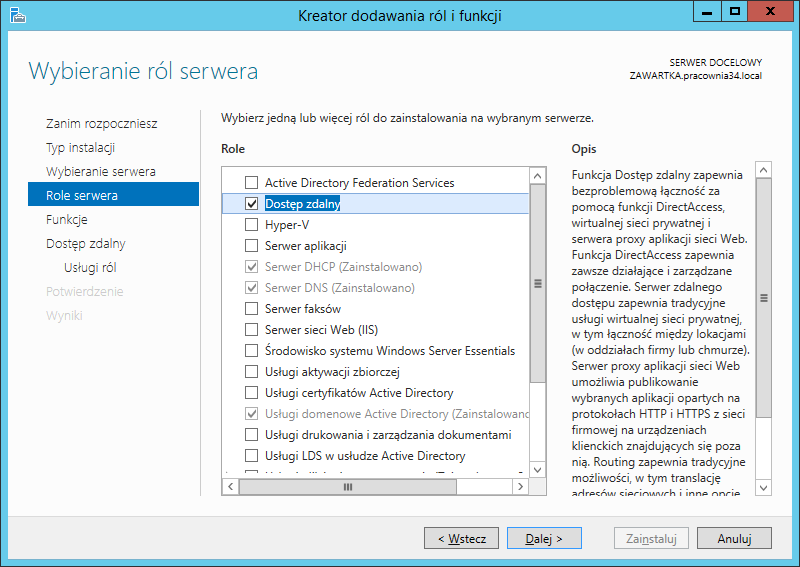 Kreator dodawania ról i funkcji
Wybieranie ról serwera
SERWER DOCELOWY
ZAWARTKA.pracownia34.local
Zanim rozpoczniesz
Typ instalacji
Wybieranie serwera
Role serwera
Funkcje
Dostęp zdalny
Usługi ról
Potwierdzenie
Wyniki
Wybierz jedną lub więcej ról do zainstalowania na wybranym serwerze.
Role
Active Directory Federation Services
Dostęp zdalny
Hyper-V
Serwer aplikacji
Serwer DHCP (Zainstalowano)
Serwer DNS (Zainstalowano)
Serwer faksów
Serwer sieci Web (IIS)
Środowisko systemu Windows Server Essentials
Usługi aktywacji zbiorczej
Usługi certyfikatów Active Directory
Usługi domenowe Active Directory (Zainstalowano
Usługi drukowania i zarządzania dokumentami
Usługi LDS w usłudze Active Directory
Opis
Funkcja Dostęp zdalny zapewnia
bezproblemową łączność za
pomocą funkcji DirectAccess,
wirtualnej sieci prywatnej i
serwera proxy aplikacji sieci Web.
Funkcja DirectAccess zapewnia
zawsze działające i zarządzane
połączenie. Serwer zdalnego
dostępu zapewnia tradycyjne
usługi wirtualnej sieci prywatnej,
w tym łączność między lokacjami
(w oddziałach firmy lub chmurze).
Serwer proxy aplikacji sieci Web
umożliwia publikowanie
wybranych aplikacji opartych na
protokołach HTTP i HTTPS z sieci
firmowej na urządzeniach
klienckich znajdujących się poza
nią. Routing zapewnia tradycyjne
możliwości, w tym translację
adresów sieciowych i inne opcje
< Wstecz
Dalej >
Zainstaluj
Anuluj